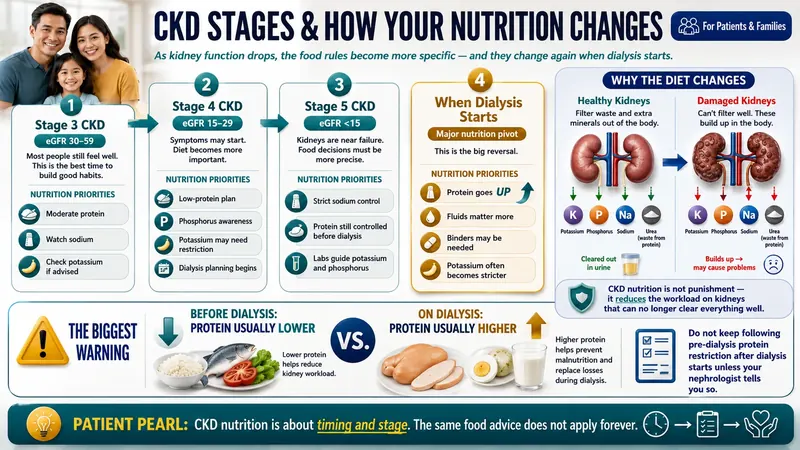 CKD STAGES & HOW YOUR NUTRITION CHANGES
For Patients & Families
As kidney function drops, the food rules become more specific — and they change again when dialysis starts.
1
Stage 3 CKD
eGFR 30–59
Most people still feel well.
This is the best time to
build good habits.
NUTRITION PRIORITIES
Moderate protein
Watch sodium
Check potassium
if advised
2
Stage 4 CKD
eGFR 15–29
Symptoms may start.
Diet becomes more
important.
NUTRITION PRIORITIES
Low-protein plan
P
Phosphorus awareness
Potassium may need
restriction
Dialysis planning begins
3
Stage 5 CKD
eGFR <15
Kidneys are near failure.
Food decisions must be
more precise.
NUTRITION PRIORITIES
Strict sodium control
Protein still controlled
before dialysis
Labs guide potassium
and phosphorus
4
When Dialysis
Starts
Major nutrition pivot
This is the big reversal.
NUTRITION PRIORITIES
Protein goes UP
Fluids matter more
Binders may be
needed
Potassium often
becomes stricter
WHY THE DIET CHANGES
Healthy Kidneys
Filter waste and extra
minerals out of the body.
K P Na
Potassium Phosphorus Sodium Urea
(waste from
protein)
Cleared out
in urine
Damaged Kidneys
Can't filter well. These
build up in the body.
K P Na
Potassium Phosphorus Sodium Urea
(waste from
protein)
Builds up →
may cause problems
CKD nutrition is not punishment —
it reduces the workload on kidneys
that can no longer clear everything well.
THE BIGGEST
WARNING
BEFORE DIALYSIS:
PROTEIN USUALLY LOWER
Lower protein
helps reduce
kidney workload.
VS.
ON DIALYSIS:
PROTEIN USUALLY HIGHER
Higher protein
helps prevent
malnutrition and
replace losses
during dialysis.
Do not keep following
pre-dialysis protein
restriction after dialysis
starts unless your
nephrologist tells
you so.
PATIENT PEARL: CKD nutrition is about timing and stage. The same food advice does not apply forever.